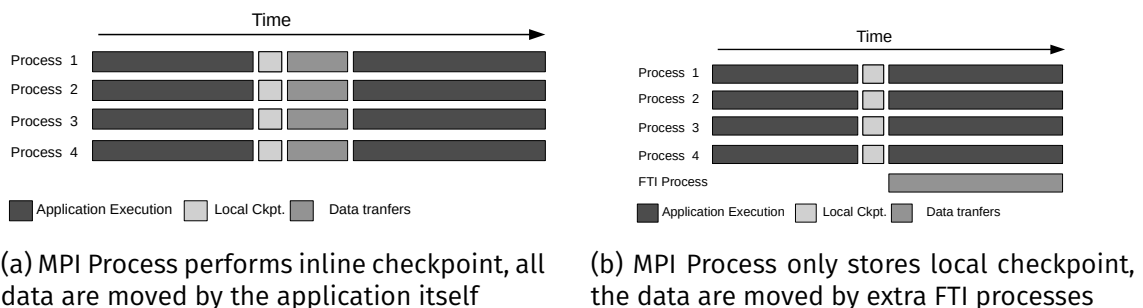 Time
Process 1
Process 2
Process 3
Process 4
Application Execution Local Ckpt. Data tranfers
(a) MPI Process performs inline checkpoint, all
data are moved by the application itself
Time
Process 1
Process 2
Process 3
Process 4
FTI Process
Application Execution Local Ckpt. Data tranfers
(b) MPI Process only stores local checkpoint,
the data are moved by extra FTI processes